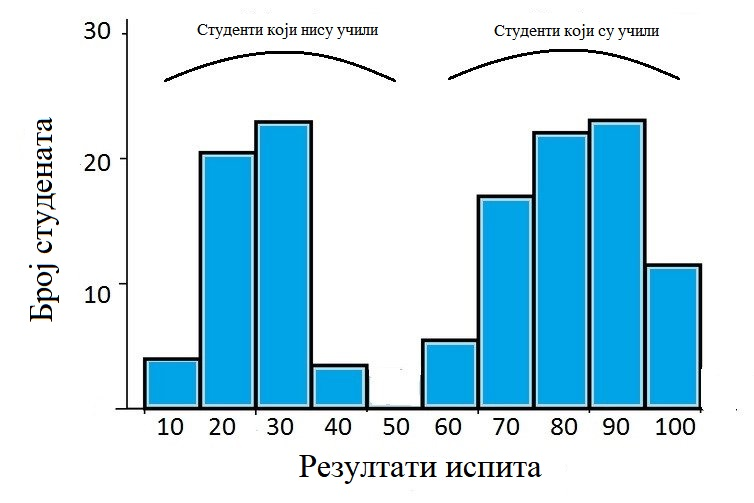 Студенти који нису учили
Студенти који су учили
Број студената
30
20
10
10 20 30 40 50 60 70 80 90 100
Резултати испита